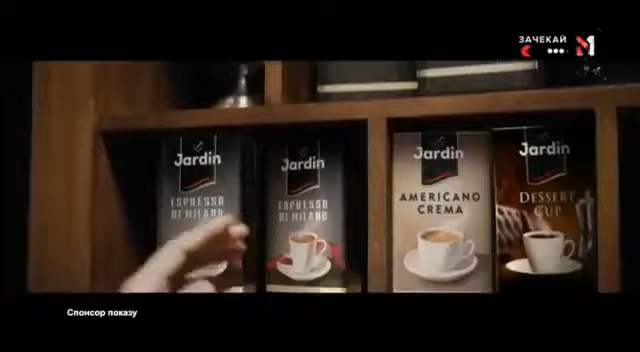 ЗАЧЕКАЙ
Jardin
ESPRESSO
DI MILANO
Jardin
ESPRESSO
DI MILANO
Jardin
AMERICANO
CREMA
Jardin
DESSERT
CUP
Спонсор показу